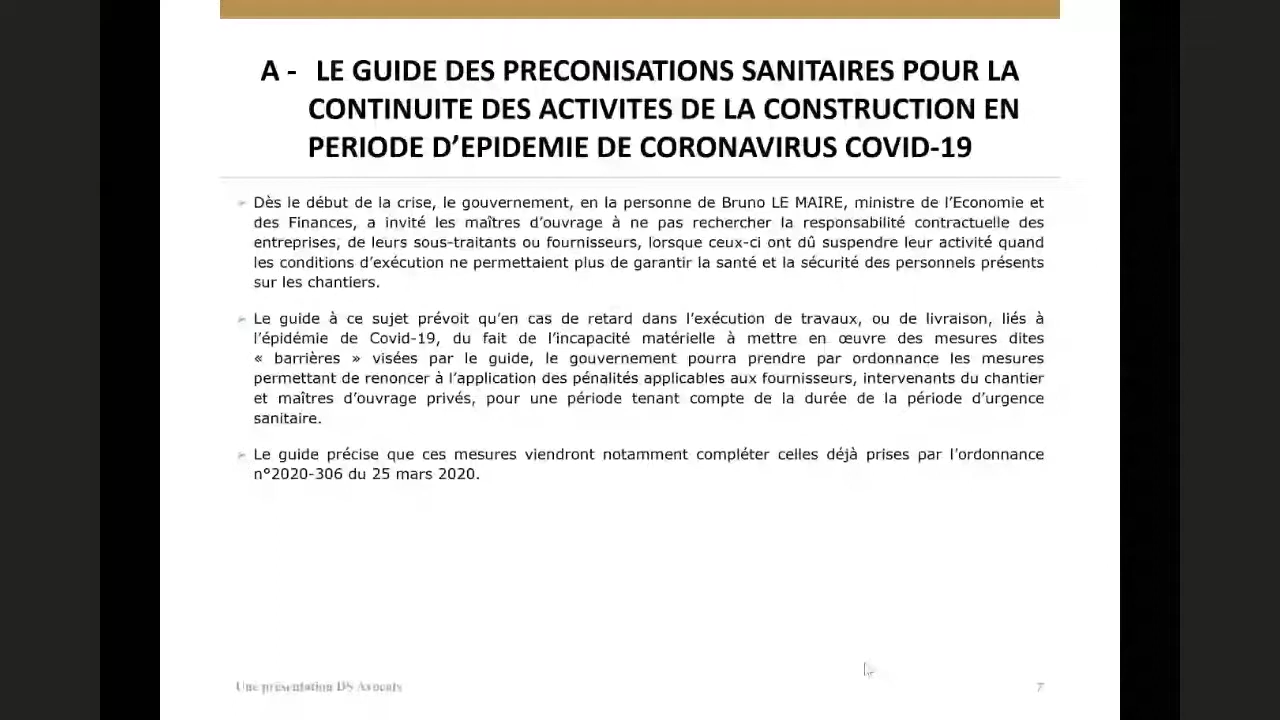 A - LE GUIDE DES PRECONISATIONS SANITAIRES POUR LA
CONTINUITE DES ACTIVITES DE LA CONSTRUCTION EN
PERIODE D’EPIDEMIE DE CORONAVIRUS COVID-19
Dès le début de la crise, le gouvernement, en la personne de Bruno LE MAIRE, ministre de l’Economie et
des Finances, a invité les maîtres d’ouvrage à ne pas rechercher la responsabilité contractuelle des
entreprises, de leurs sous-traitants ou fournisseurs, lorsque ceux-ci ont dû suspendre leur activité quand
les conditions d’exécution ne permettaient plus de garantir la santé et la sécurité des personnels présents
sur les chantiers.
Le guide à ce sujet prévoit qu’en cas de retard dans l’exécution de travaux, ou de livraison, liés à
l’épidémie de Covid-19, du fait de l’incapacité matérielle à mettre en œuvre des mesures dites
« barrières » visées par le guide, le gouvernement pourra prendre par ordonnance les mesures
permettant de renoncer à l’application des pénalités applicables aux fournisseurs, intervenants du chantier
et maîtres d’ouvrage privés, pour une période tenant compte de la durée de la période d’urgence
sanitaire.
Le guide précise que ces mesures viendront notamment compléter celles déjà prises par l’ordonnance
n°2020-306 du 25 mars 2020.
Une présentation DS Avocats
7